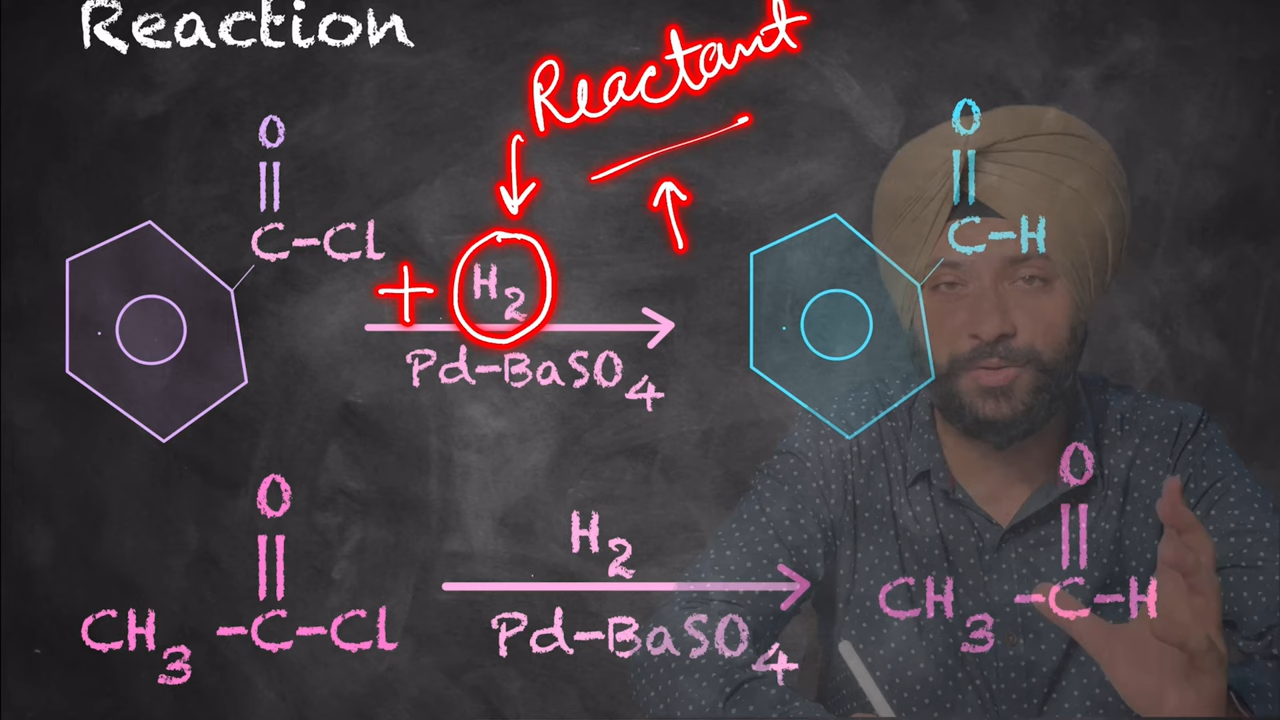 Reaction
Reactant
O
||
C-Cl
+ H2
Pd-BaSO4
O
||
C-H
O
||
CH3-C-Cl
H2
Pd-BaSO4
O
||
CH3-C-H